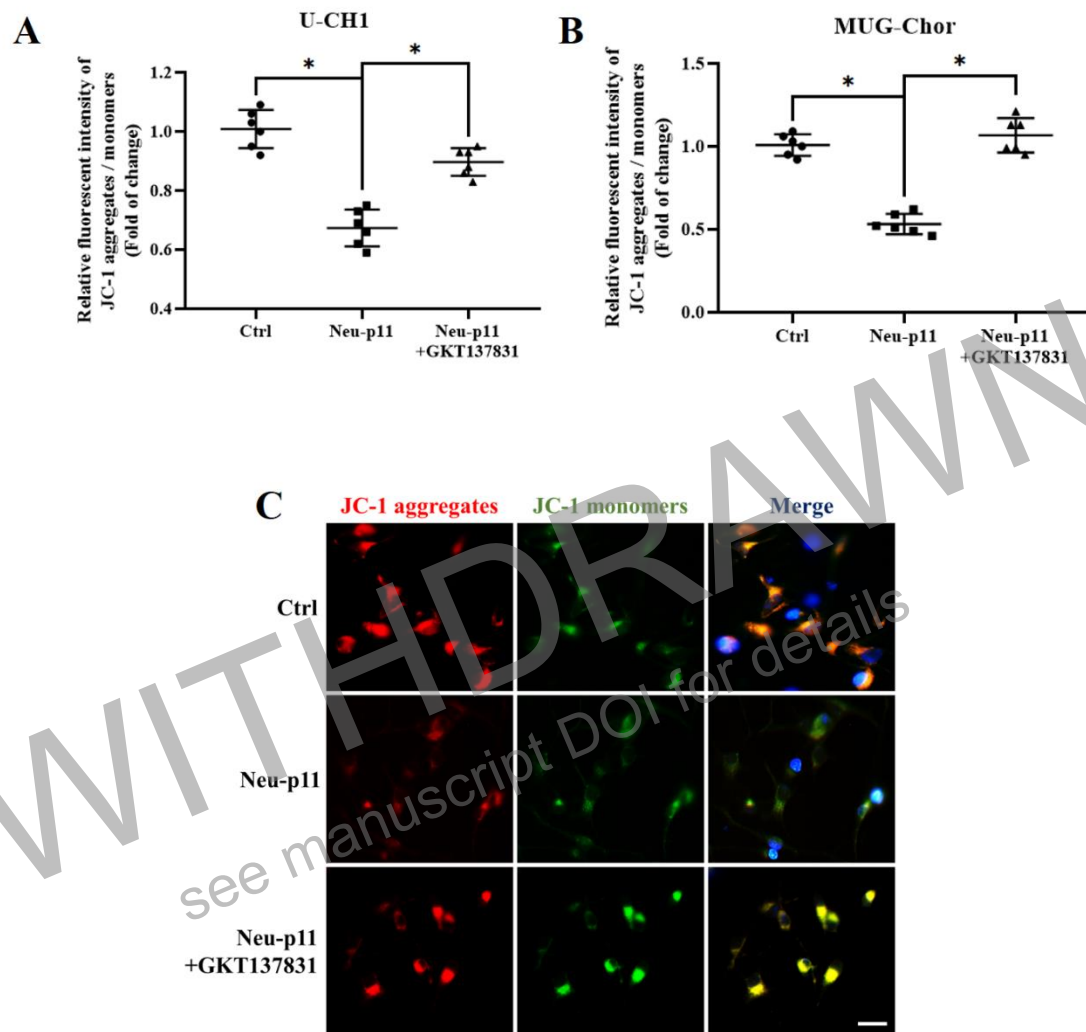 A
U-CH1
Relative fluorescent intensity of
JC-1 aggregates / monomers
(Fold of change)
1.2
1.0
0.8
0.6
0.4
*
*
Ctrl
Neu-p11
Neu-p11
+GKT137831
B
MUG-Chor
Relative fluorescent intensity of
JC-1 aggregates / monomers
(Fold of change)
1.5
1.0
0.5
0.0
*
*
Ctrl
Neu-p11
Neu-p11
+GKT137831
C
JC-1 aggregates
JC-1 monomers
Merge
Ctrl
Neu-p11
Neu-p11
+GKT137831
WITHDRAWN
see manuscript DOI for details